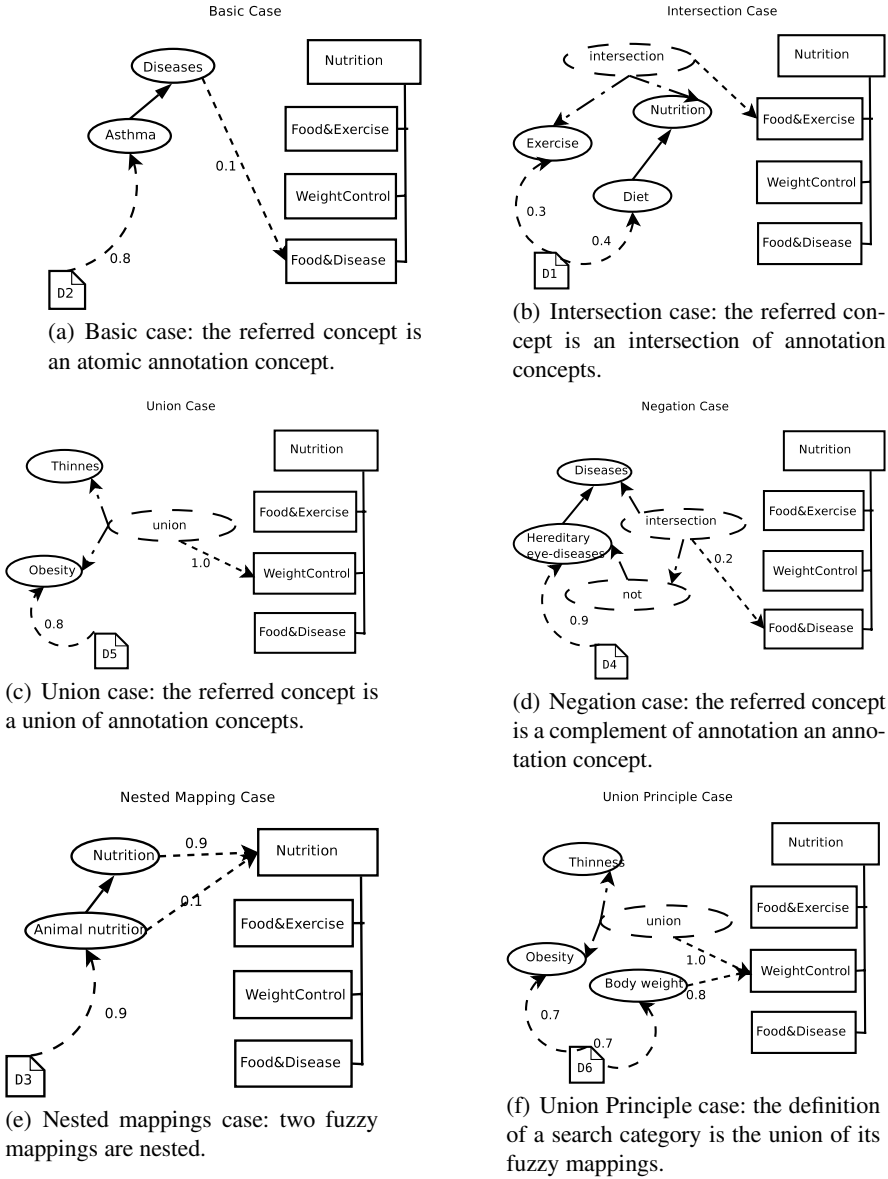 Basic Case
Diseases
Nutrition
Asthma
Food&Exercise
0.1
WeightControl
0.8
Food&Disease
D2
(a) Basic case: the referred concept is
an atomic annotation concept.
Intersection Case
intersection
Nutrition
Nutrition
Food&Exercise
Exercise
WeightControl
Diet
0.3
0.4
Food&Disease
D1
(b) Intersection case: the referred con-
cept is an intersection of annotation
concepts.
Union Case
Thinnes
Nutrition
union
Food&Exercise
Obesity
1.0
WeightControl
0.8
Food&Disease
D5
(c) Union case: the referred concept is
a union of annotation concepts.
Negation Case
Diseases
Nutrition
intersection
Food&Exercise
Hereditary
eye-diseases
0.2
WeightControl
not
0.9
Food&Disease
D4
(d) Negation case: the referred concept
is a complement of annotation an anno-
tation concept.
Nested Mapping Case
Nutrition
0.9
Nutrition
0.1
Animal nutrition
Food&Exercise
WeightControl
0.9
Food&Disease
D3
(e) Nested mappings case: two fuzzy
mappings are nested.
Union Principle Case
Thinness
Nutrition
union
Food&Exercise
Obesity
1.0
WeightControl
Body weight
0.8
0.7
Food&Disease
0.7
D6
(f) Union Principle case: the definition
of a search category is the union of its
fuzzy mappings.